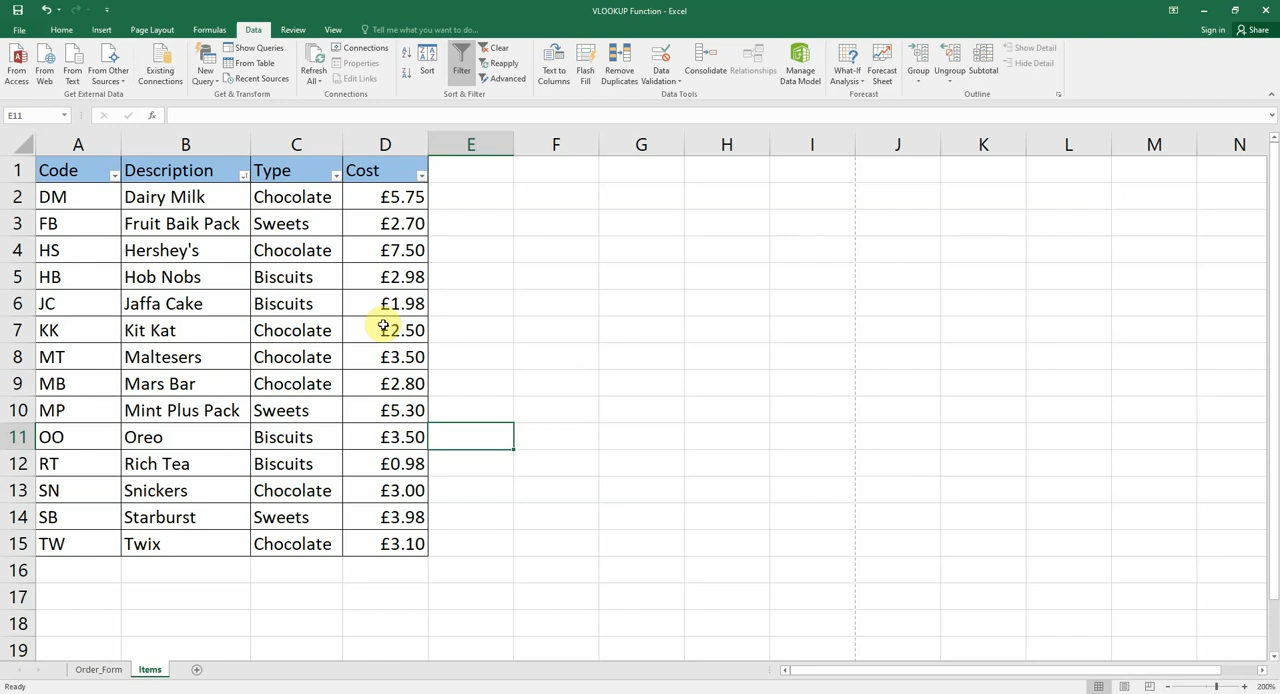 VLOOKUP Function - Excel
Sign in Share
File Home Insert Page Layout Formulas Data Review View Tell me what you want to do...
From Access
From Web
From Text
From Other Sources
Existing Connections
Get External Data
New Query
Show Queries
From Table
Recent Sources
Get & Transform
Refresh All
Connections
Properties
Edit Links
Connections
Sort
Filter
Clear
Reapply
Advanced
Sort & Filter
Text to Columns
Flash Fill
Remove Duplicates
Data Validation
Consolidate
Relationships
Manage Data Model
Data Tools
What-If Analysis
Forecast Sheet
Forecast
Group
Ungroup
Subtotal
Show Detail
Hide Detail
Outline
E11 fx
A B C D E F G H I J K L M N
1 Code Description Type Cost
2 DM Dairy Milk Chocolate £5.75
3 FB Fruit Baik Pack Sweets £2.70
4 HS Hershey's Chocolate £7.50
5 HB Hob Nobs Biscuits £2.98
6 JC Jaffa Cake Biscuits £1.98
7 KK Kit Kat Chocolate £2.50
8 MT Maltesers Chocolate £3.50
9 MB Mars Bar Chocolate £2.80
10 MP Mint Plus Pack Sweets £5.30
11 OO Oreo Biscuits £3.50
12 RT Rich Tea Biscuits £0.98
13 SN Snickers Chocolate £3.00
14 SB Starburst Sweets £3.98
15 TW Twix Chocolate £3.10
16
17
18
19
Order_Form Items
Ready 200%